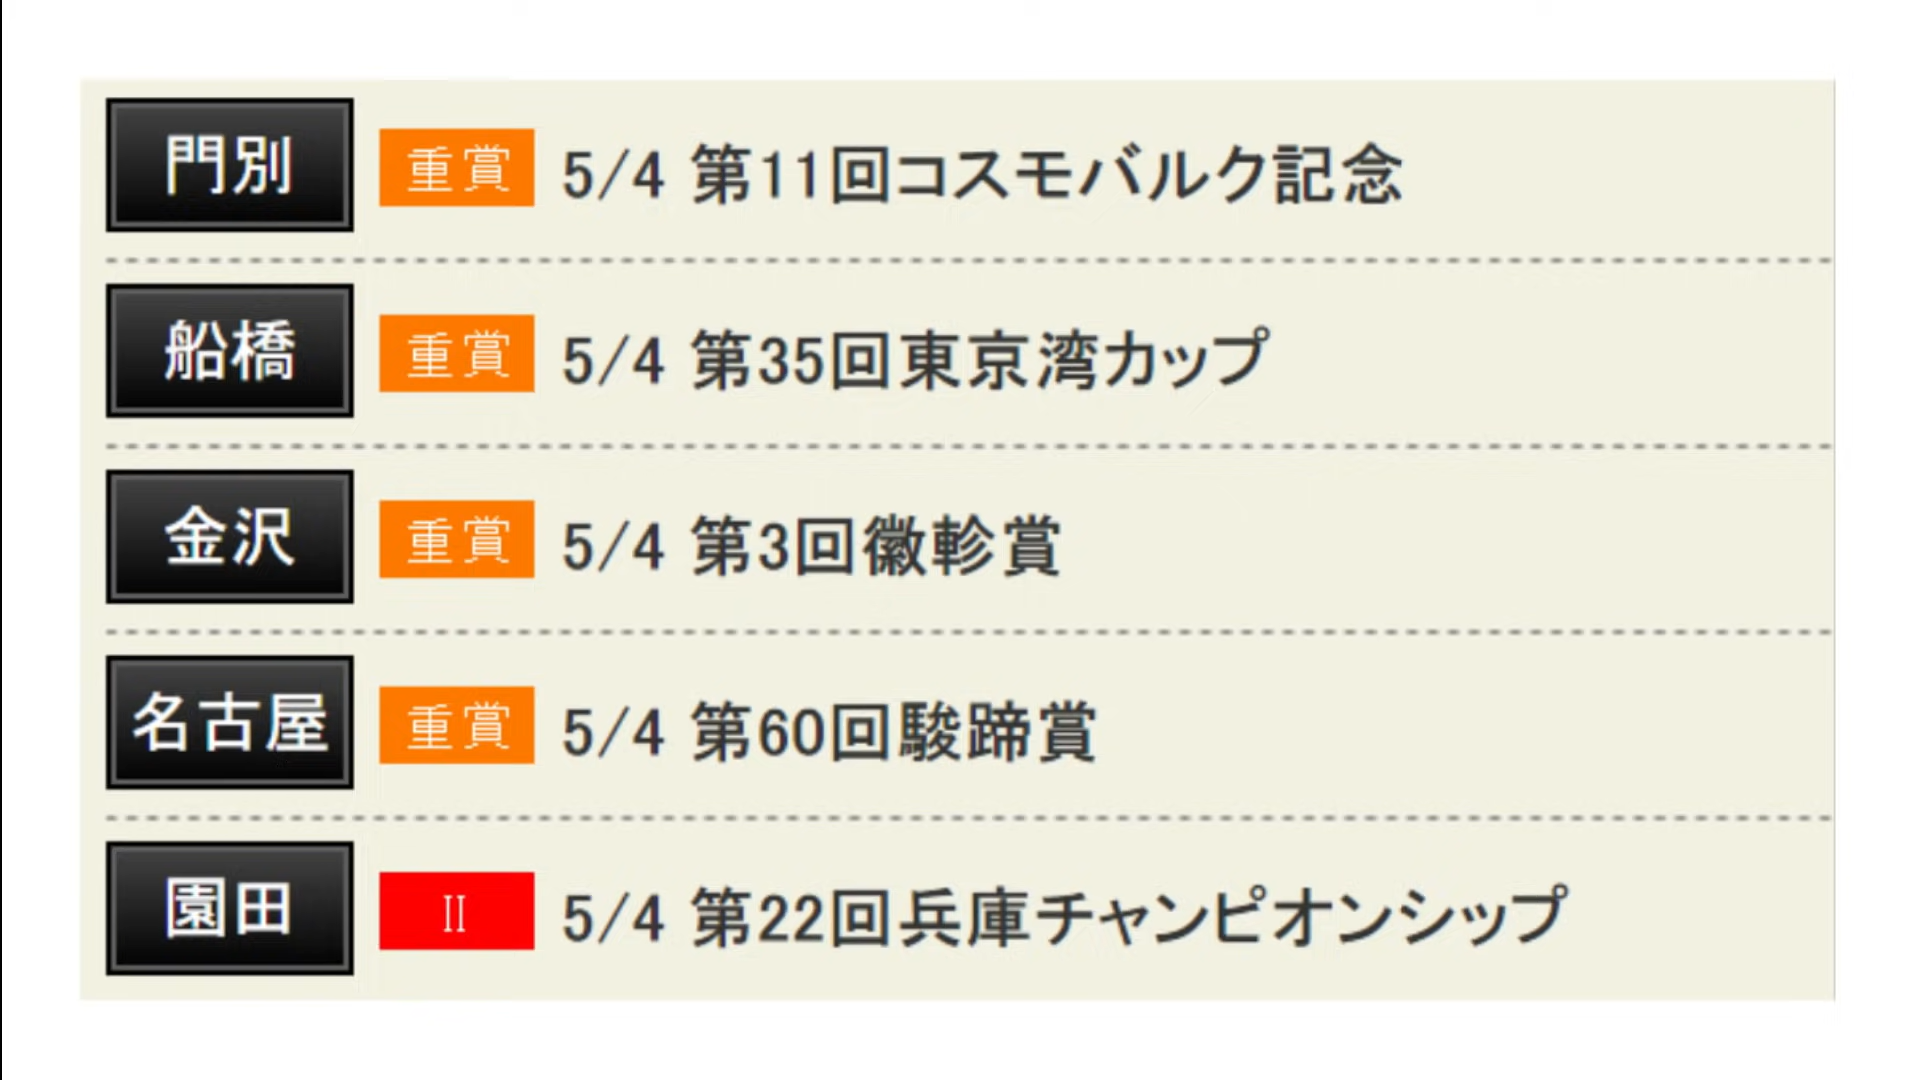 門別 重賞 5/4 第11回コスモバルク記念
船橋 重賞 5/4 第35回東京湾カップ
金沢 重賞 5/4 第3回徽軫賞
名古屋 重賞 5/4 第60回駿蹄賞
園田 II 5/4 第22回兵庫チャンピオンシップ